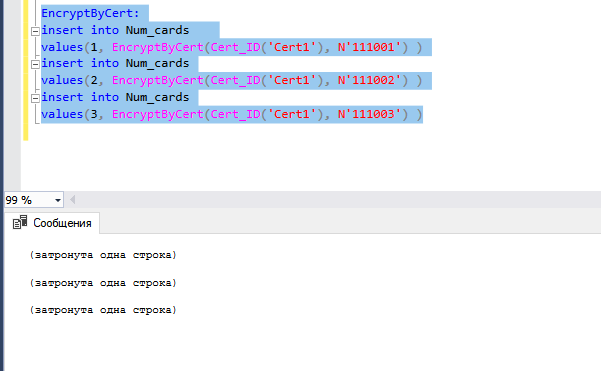 EncryptByCert:
insert into Num_cards
values(1, EncryptByCert(Cert_ID('Cert1'), N'111001') )
insert into Num_cards
values(2, EncryptByCert(Cert_ID('Cert1'), N'111002') )
insert into Num_cards
values(3, EncryptByCert(Cert_ID('Cert1'), N'111003') )
99 %
Сообщения
(затронута одна строка)
(затронута одна строка)
(затронута одна строка)